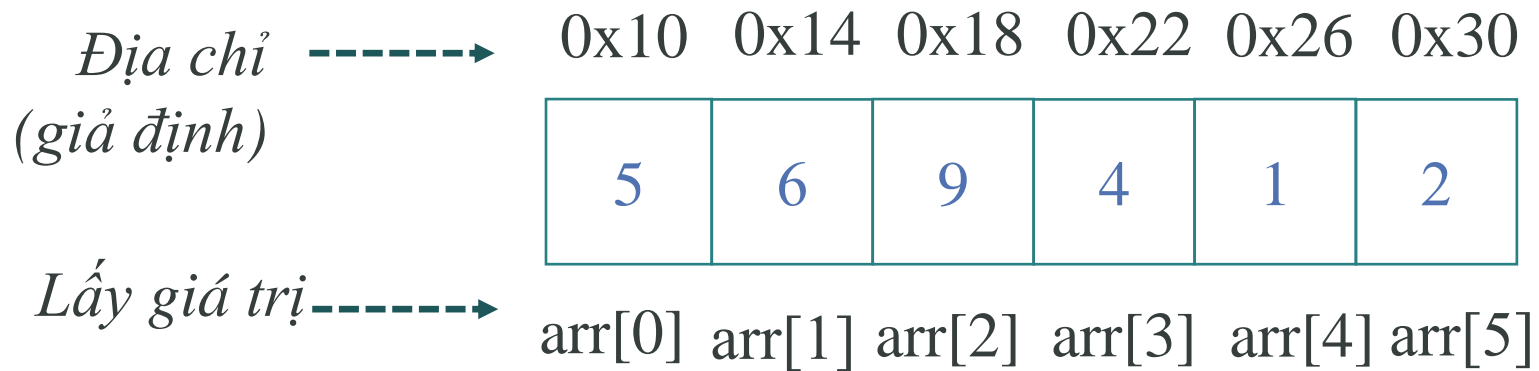 Địa chỉ
(giả định)
0x10 0x14 0x18 0x22 0x26 0x30
5 6 9 4 1 2
Lấy giá trị
arr[0] arr[1] arr[2] arr[3] arr[4] arr[5]